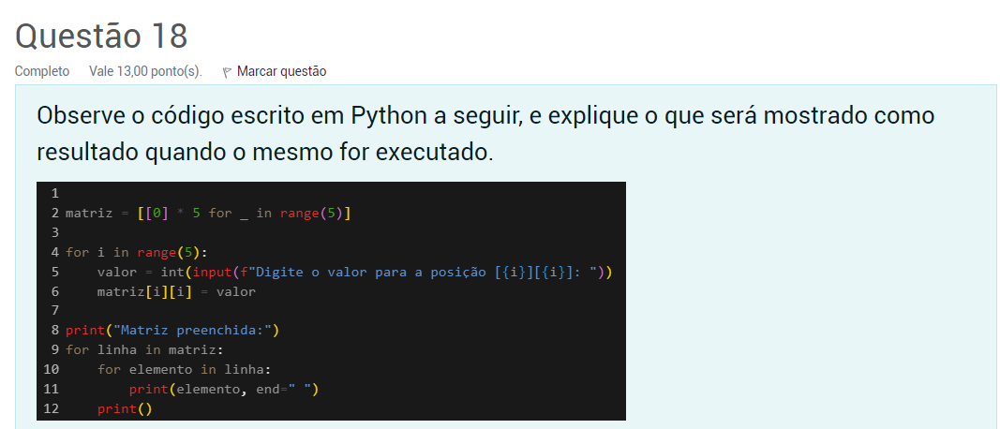 Questão 18
Completo Vale 13,00 ponto(s). Marcar questão
Observe o código escrito em Python a seguir, e explique o que será mostrado como
resultado quando o mesmo for executado.
1
2 matriz = [[0] * 5 for _ in range(5)]
3
4 for i in range(5):
5     valor = int(input(f"Digite o valor para a posição [{i}][{i}]: "))
6     matriz[i][i] = valor
7
8 print("Matriz preenchida:")
9 for linha in matriz:
10     for elemento in linha:
11         print(elemento, end=" ")
12     print()